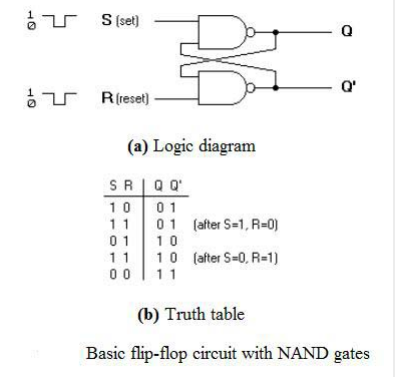 1
0 S (set) Q
1
0 R (reset) Q'
(a) Logic diagram
S R Q Q'
1 0 0 1
1 1 0 1 (after S=1, R=0)
0 1 1 0
1 1 1 0 (after S=0, R=1)
0 0 1 1
(b) Truth table
Basic flip-flop circuit with NAND gates